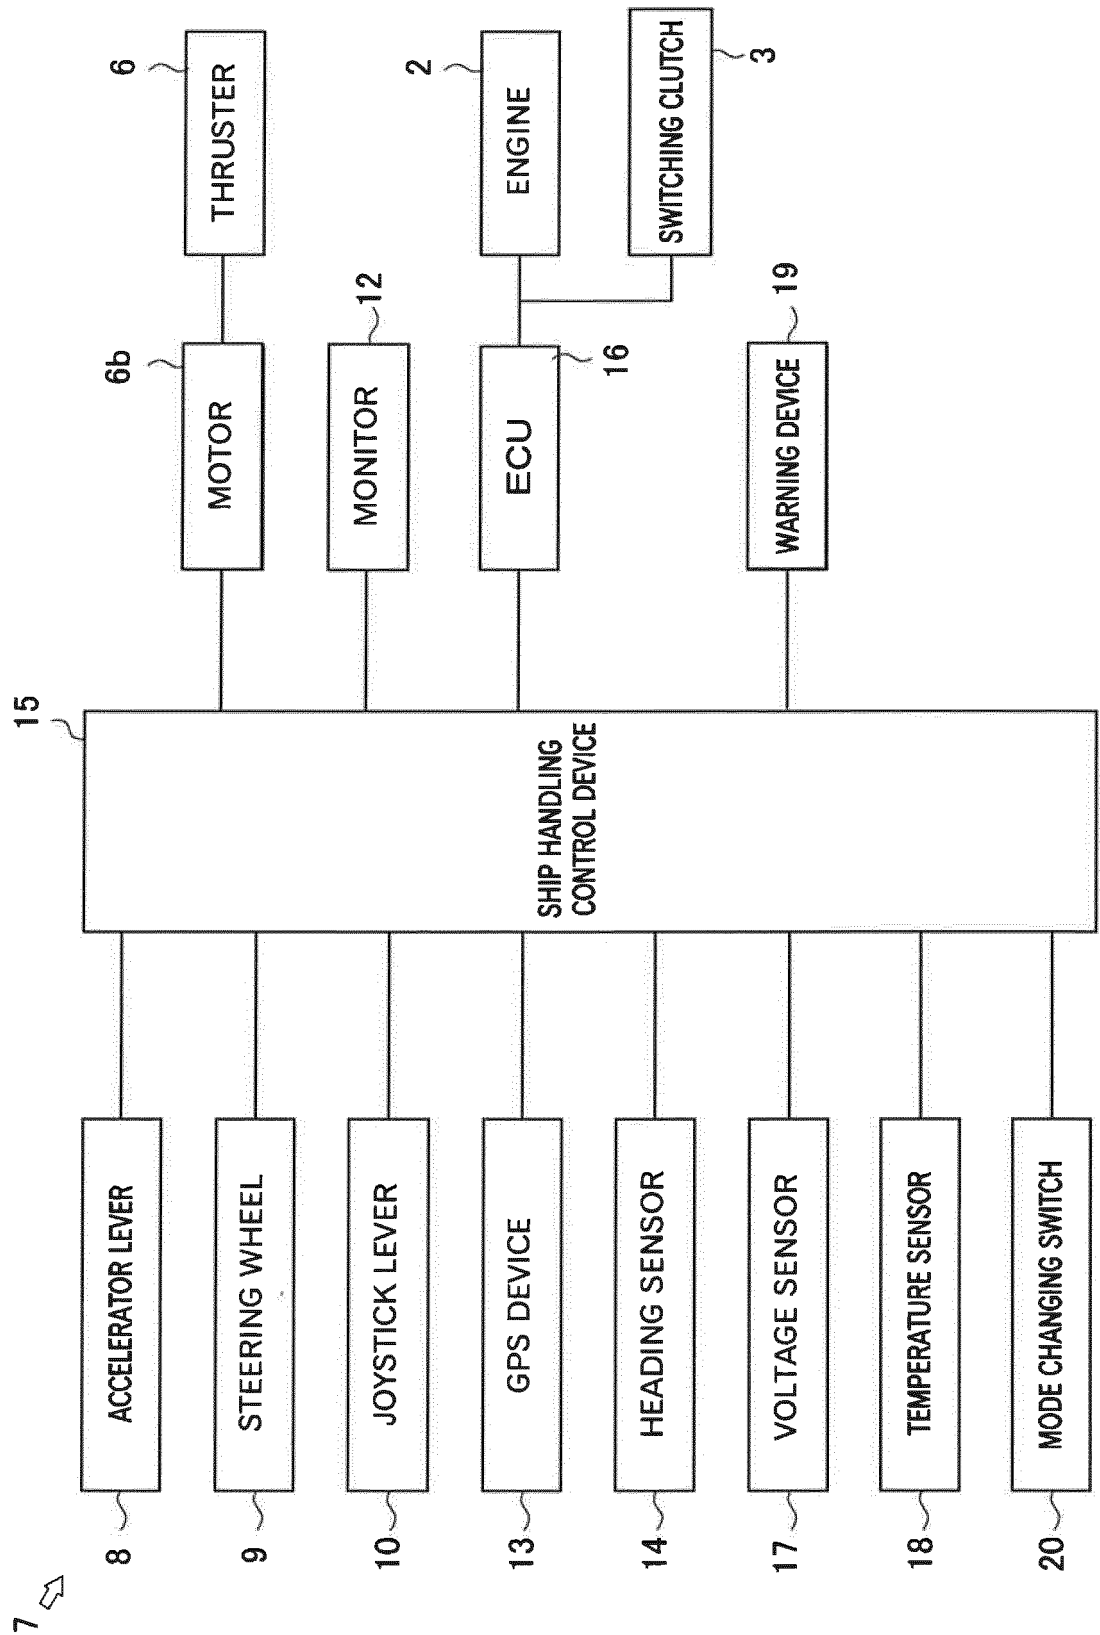 7
8
ACCELERATOR LEVER
9
STEERING WHEEL
10
JOYSTICK LEVER
13
GPS DEVICE
14
HEADING SENSOR
17
VOLTAGE SENSOR
18
TEMPERATURE SENSOR
20
MODE CHANGING SWITCH
15
SHIP HANDLING
CONTROL DEVICE
6b
MOTOR
6
THRUSTER
12
MONITOR
16
ECU
2
ENGINE
3
SWITCHING CLUTCH
19
WARNING DEVICE